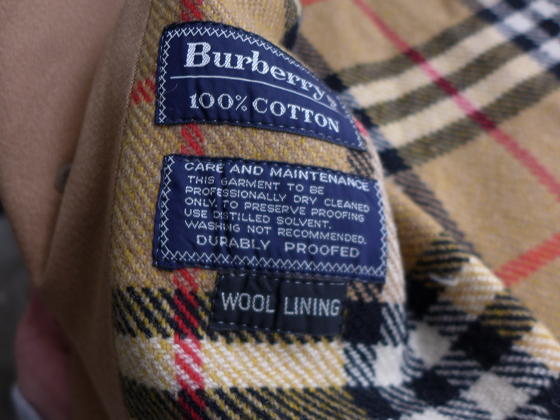 Burberrys
100% COTTON
CARE AND MAINTENANCE
THIS GARMENT TO BE
PROFESSIONALLY DRY CLEANED
ONLY. TO PRESERVE PROOFING
USE DISTILLED SOLVENT.
WASHING NOT RECOMMENDED.
DURABLY PROOFED
WOOL LINING